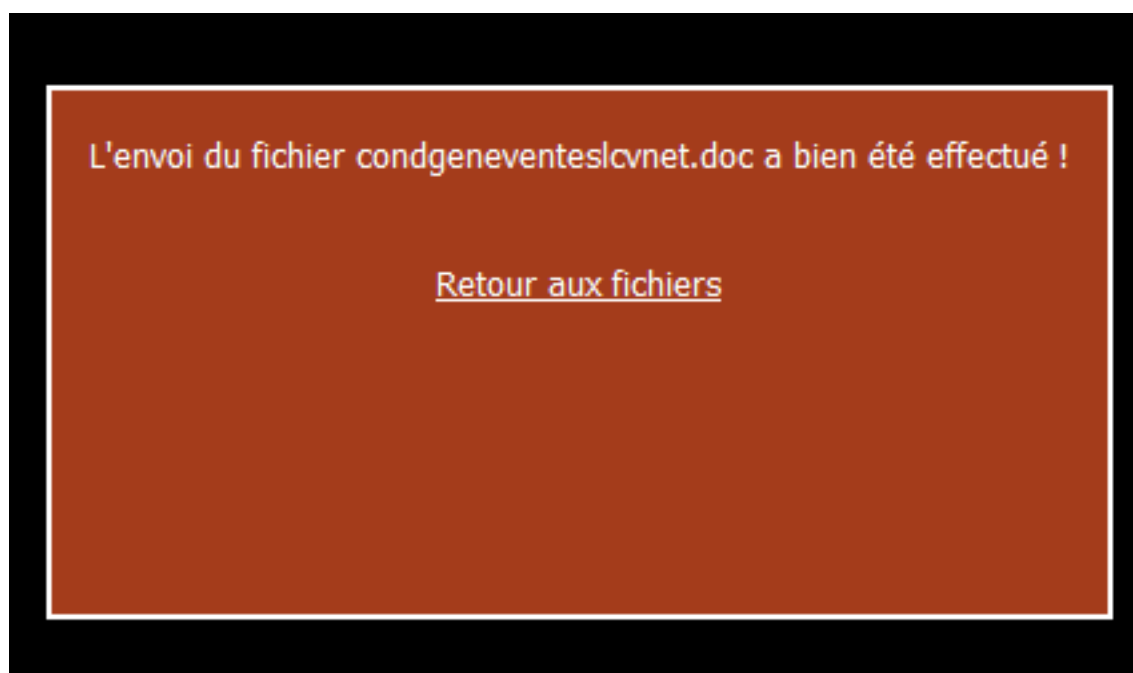 L'envoi du fichier condgeneventeslcvnet.doc a bien été effectué !
Retour aux fichiers